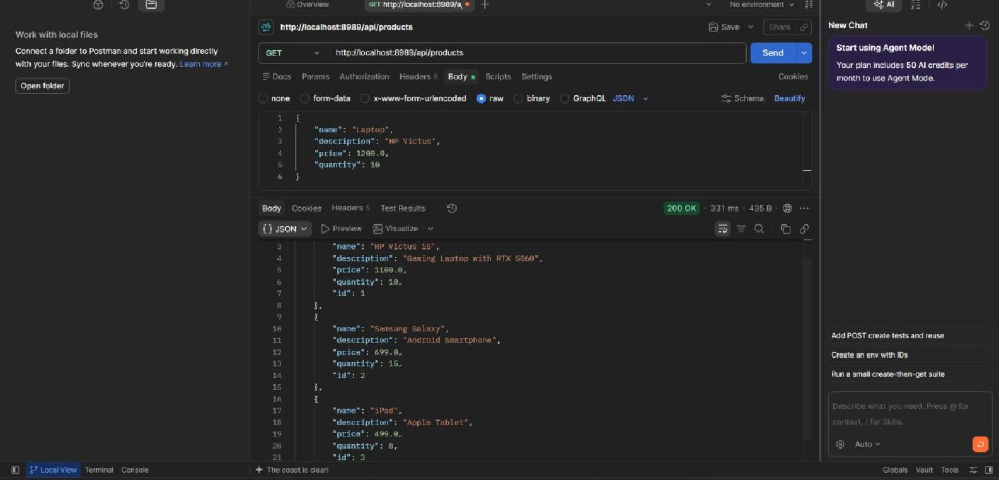 Overview
GET http://localhost:8989/a
No environment
AI
Work with local files
Connect a folder to Postman and start working directly
with your files. Sync whenever you're ready. Learn more ↗
Open folder
HTTP
http://localhost:8989/api/products
Save
Share
GET
http://localhost:8989/api/products
Send
Docs Params Authorization Headers 8 Body Scripts Settings
Cookies
none form-data x-www-form-urlencoded raw binary GraphQL JSON
Schema Beautify
1 {
2 "name": "Laptop",
3 "description": "HP Victus",
4 "price": 1200.0,
5 "quantity": 10
6 }
Body Cookies Headers 5 Test Results
200 OK • 331 ms • 435 B
{} JSON Preview Visualize
3 "name": "HP Victus 15",
4 "description": "Gaming Laptop with RTX 5060",
5 "price": 1100.0,
6 "quantity": 10,
7 "id": 1
8 },
9 {
10 "name": "Samsung Galaxy",
11 "description": "Android Smartphone",
12 "price": 699.0,
13 "quantity": 15,
14 "id": 2
15 },
16 {
17 "name": "iPad",
18 "description": "Apple Tablet",
19 "price": 499.0,
20 "quantity": 8,
21 "id": 3
New Chat
Start using Agent Mode!
Your plan includes 50 AI credits per
month to use Agent Mode.
Add POST create tests and reuse
Create an env with IDs
Run a small create-then-get suite
Describe what you need. Press @ for
context, / for Skills.
Auto
Local View Terminal Console
The coast is clear!
Globals Vault Tools